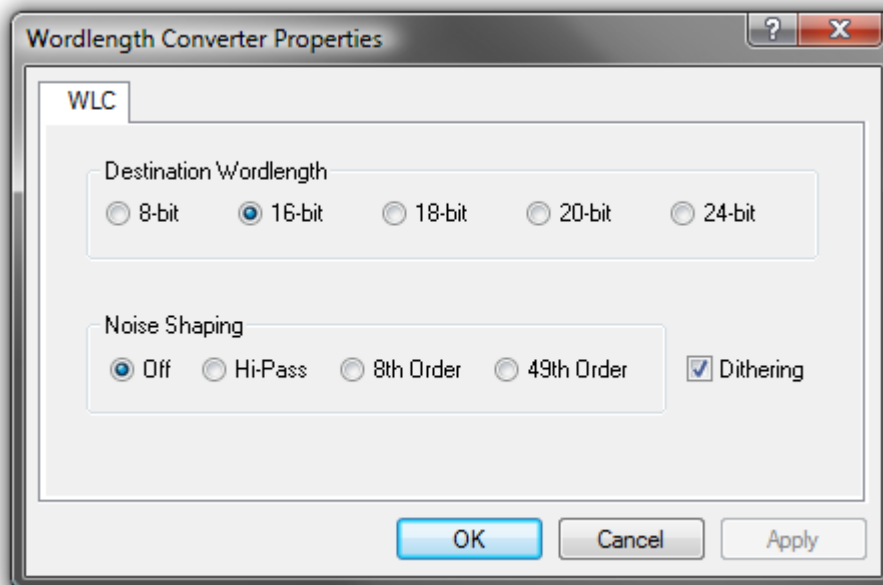 Wordlength Converter Properties ?
WLC
Destination Wordlength
8-bit 16-bit 18-bit 20-bit 24-bit
Noise Shaping
Off Hi-Pass 8th Order 49th Order Dithering
OK Cancel Apply